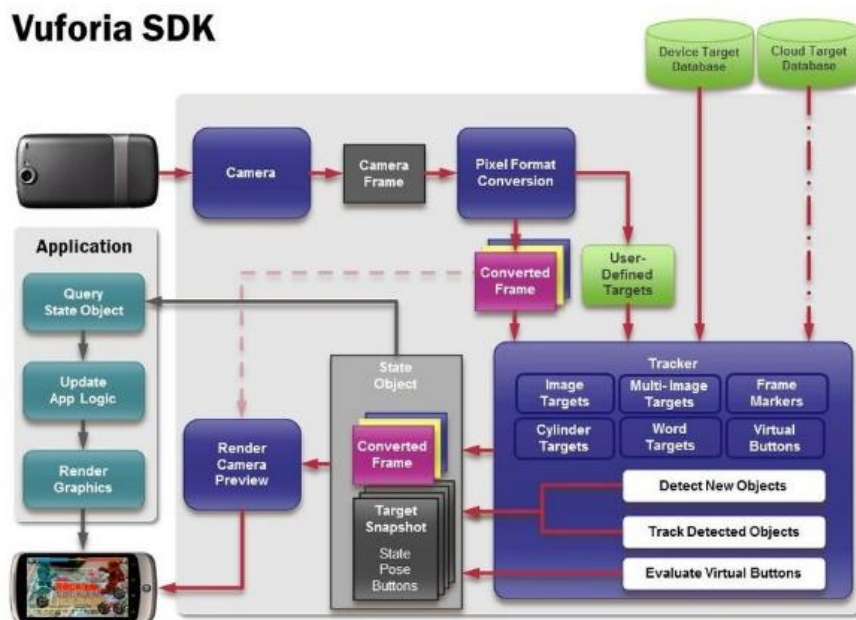 Vuforia SDK
Device Target
Database
Cloud Target
Database
Camera
Camera
Frame
Pixel Format
Conversion
Application
Query
State Object
Update
App Logic
Render
Graphics
Converted
Frame
User-
Defined
Targets
State
Object
Converted
Frame
Target
Snapshot
State
Pose
Buttons
Render
Camera
Preview
Tracker
Image
Targets
Multi-Image
Targets
Frame
Markers
Cylinder
Targets
Word
Targets
Virtual
Buttons
Detect New Objects
Track Detected Objects
Evaluate Virtual Buttons